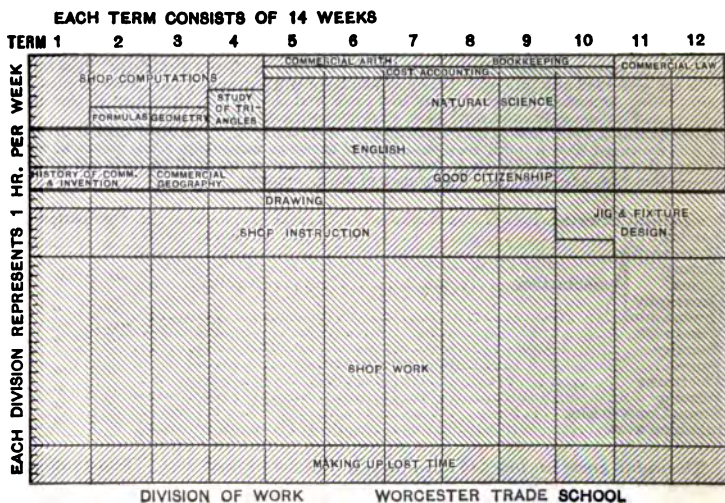 EACH TERM CONSISTS OF 14 WEEKS
TERM 1 2 3 4 5 6 7 8 9 10 11 12
EACH DIVISION REPRESENTS 1 HR. PER WEEK
COMMERCIAL ARITH. BOOKKEEPING COMMERCIAL LAW
COST ACCOUNTING
SHOP COMPUTATIONS
STUDY
OF TRI-
ANGLES
NATURAL SCIENCE
FORMULAS GEOMETRY
ENGLISH
HISTORY OF COMM.
& INVENTION
COMMERCIAL
GEOGRAPHY
GOOD CITIZENSHIP
DRAWING
JIG & FIXTURE
DESIGN
SHOP INSTRUCTION
SHOP WORK
MAKING UP LOST TIME
DIVISION OF WORK WORCESTER TRADE SCHOOL